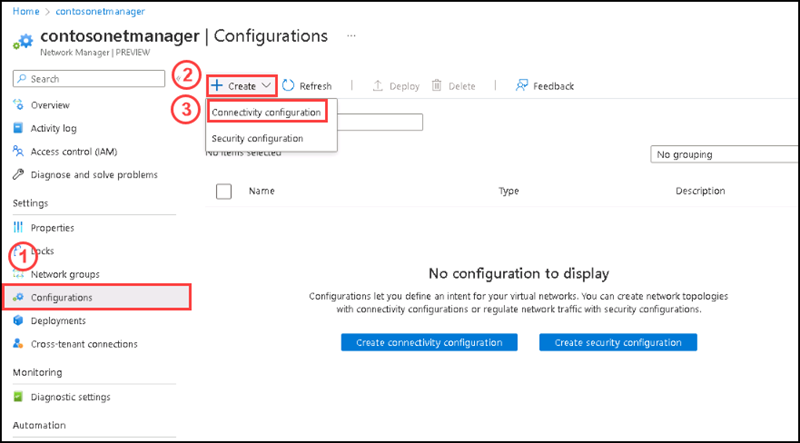 Home > contosonetmanager
contosonetmanager | Configurations ...
Network Manager | PREVIEW
Search
2
+ Create
Refresh
Deploy
Delete
Feedback
3
Connectivity configuration
Security configuration
No items selected
No grouping
Overview
Activity log
Access control (IAM)
Diagnose and solve problems
Settings
Properties
1
Locks
Network groups
Configurations
Deployments
Cross-tenant connections
Monitoring
Diagnostic settings
Automation
Name
Type
Description
No configuration to display
Configurations let you define an intent for your virtual networks. You can create network topologies
with connectivity configurations or regulate network traffic with security configurations.
Create connectivity configuration
Create security configuration